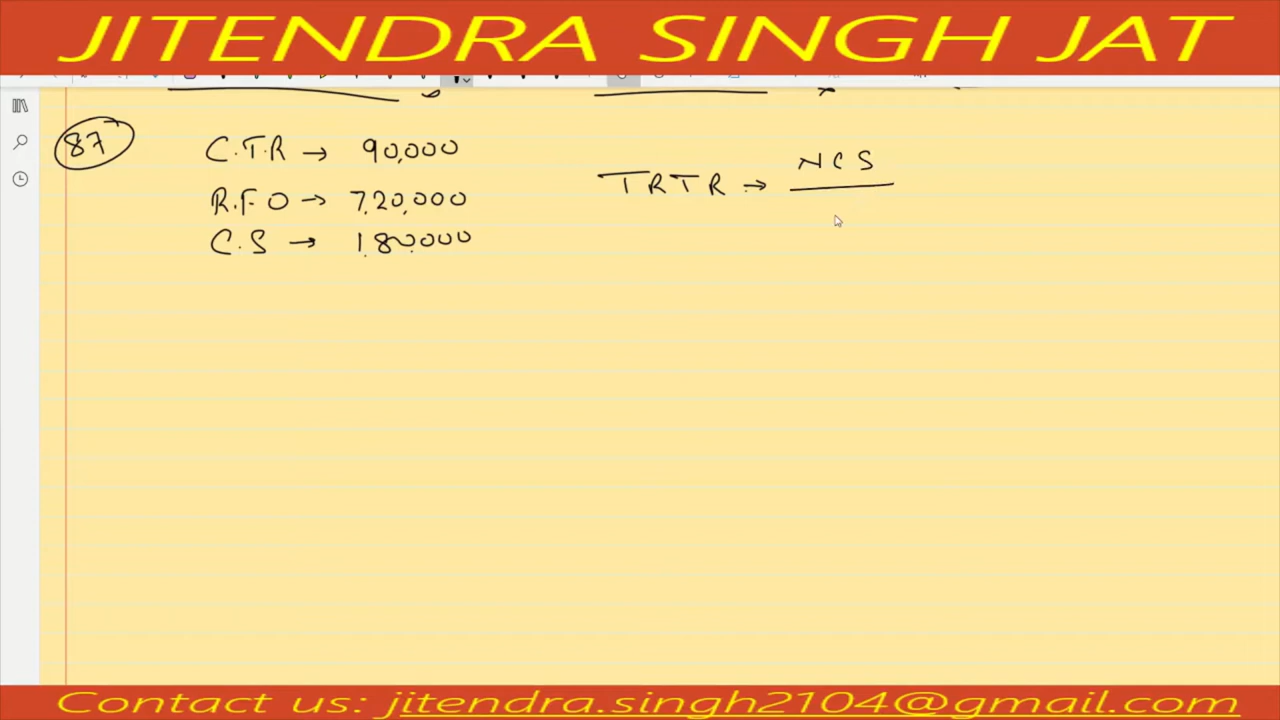 JITENDRA SINGH JAT
87
C.T.R → 90,000
R.F.O → 7,20,000
C.S → 1,80,000
TRTR → NCS
Contact us: jitendra.singh2104@gmail.com